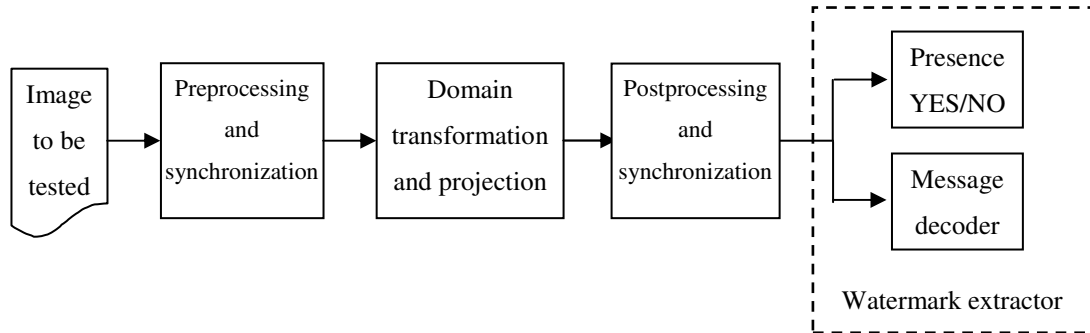 Image
to be
tested
Preprocessing
and
synchronization
Domain
transformation
and projection
Postprocessing
and
synchronization
Presence
YES/NO
Message
decoder
Watermark extractor